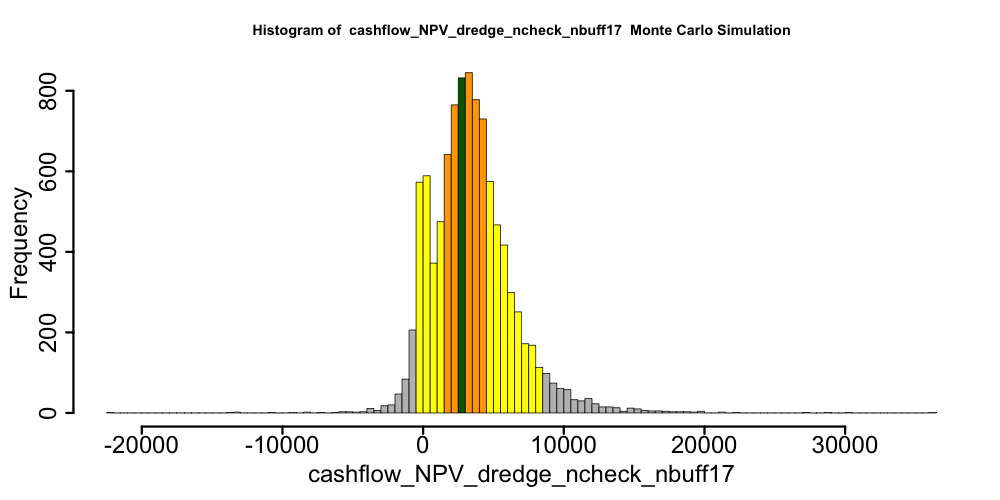 Histogram of  cashflow_NPV_dredge_ncheck_nbuff17  Monte Carlo Simulation
Frequency
800
600
400
200
0
-20000 -10000 0 10000 20000 30000
cashflow_NPV_dredge_ncheck_nbuff17